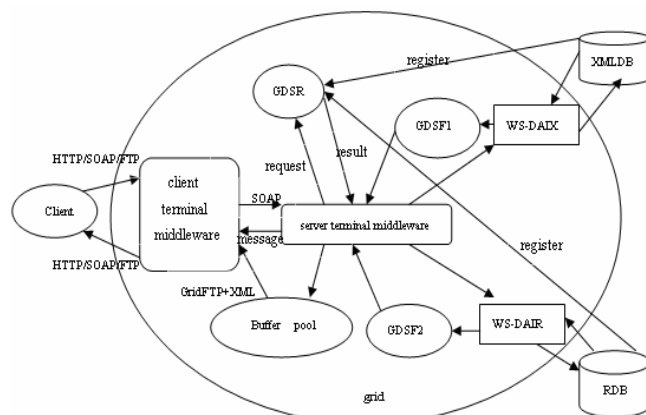 register
XMLDB
GDSR
GDSF1
WS-DAIX
HTTP/SOAP/FTP
request
result
client
terminal
middleware
SOAP
Client
server terminal middleware
message
register
HTTP/SOAP/FTP
GridFTP+XML
Buffer pool
GDSF2
WS-DAIR
RDB
grid